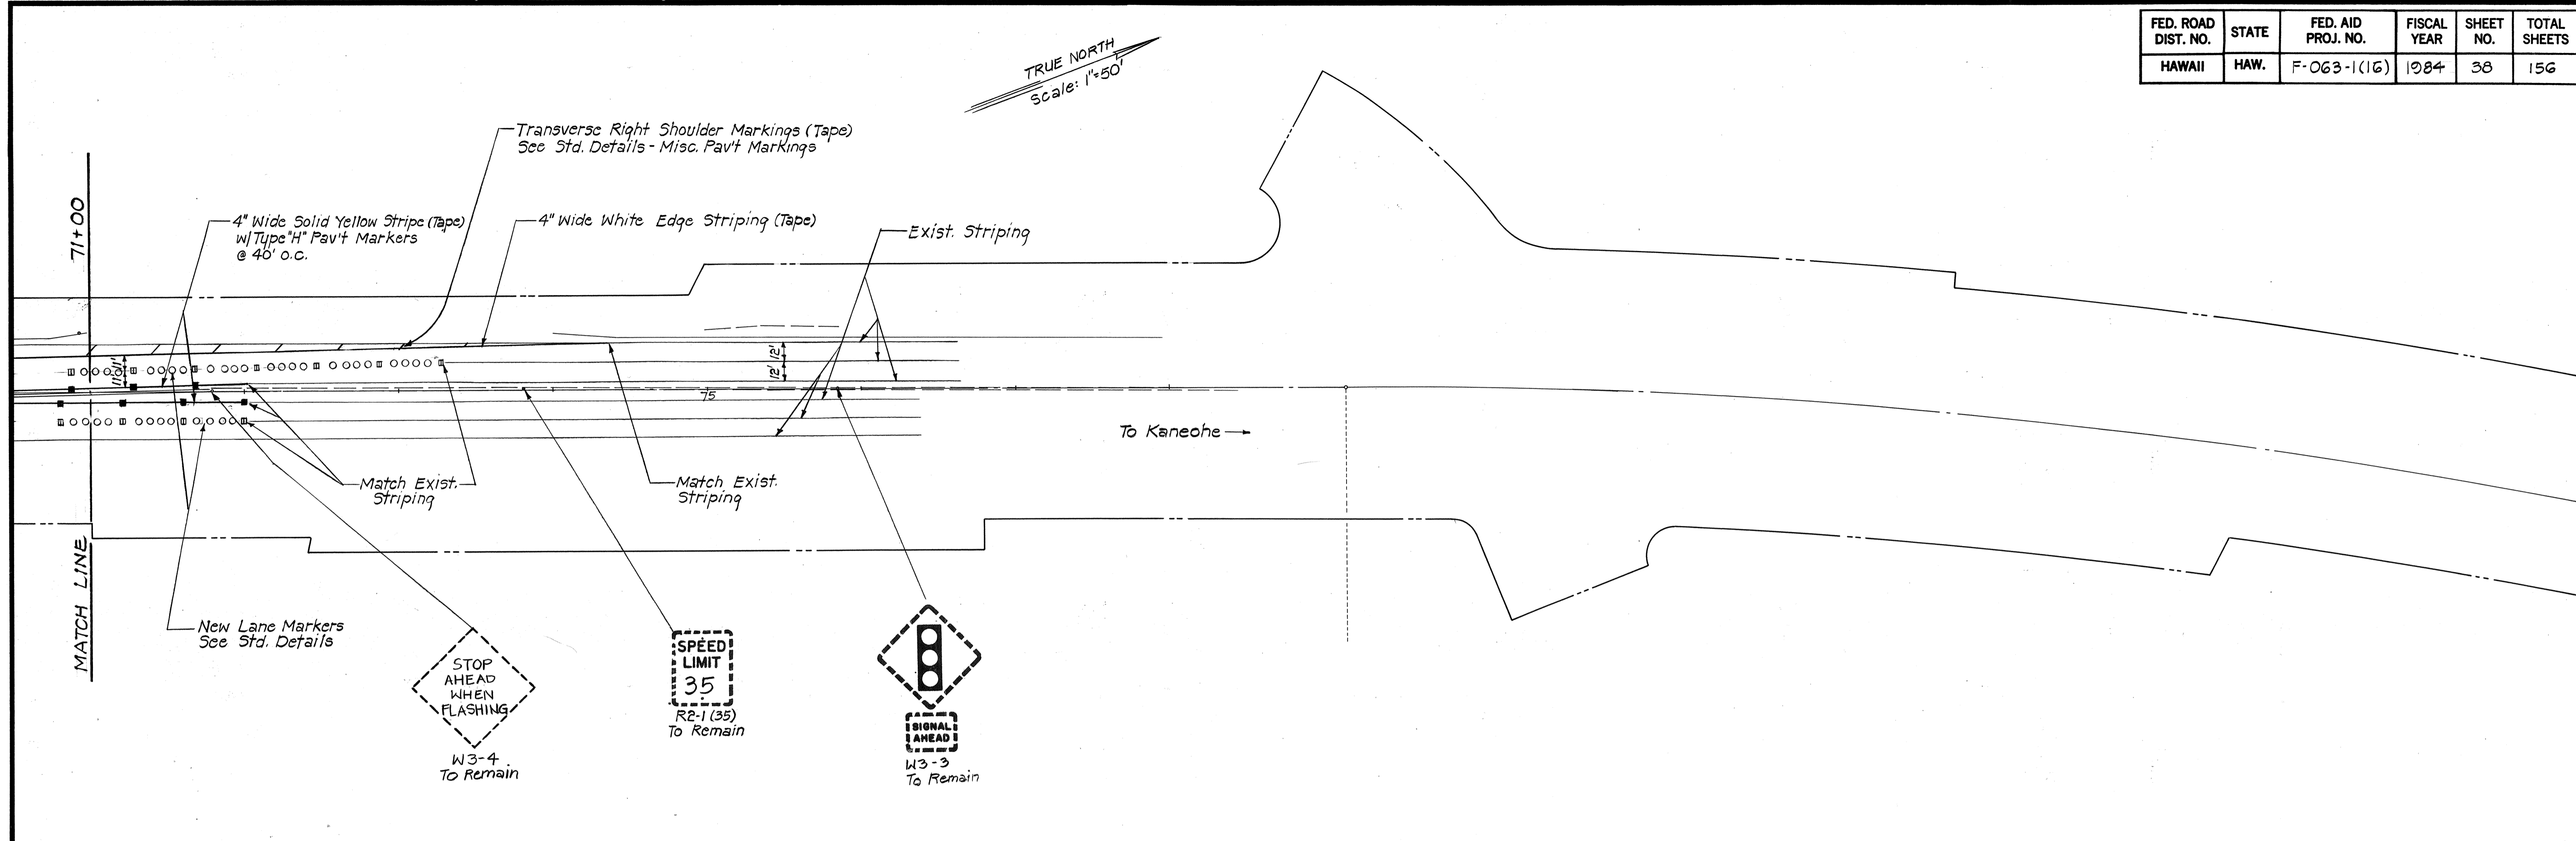 FED. ROAD DIST. NO. STATE FED. AID PROJ. NO. FISCAL YEAR SHEET NO. TOTAL SHEETS
HAWAII HAW. F-063-1(16) 1984 38 156
TRUE NORTH
Scale: 1"=50'
Transverse Right Shoulder Markings (Tape)
See Std. Details - Misc. Pav't Markings
71+00
4" Wide Solid Yellow Stripe (Tape)
w/Type "H" Pav't Markers
@ 40' o.c.
4" Wide White Edge Striping (Tape)
Exist. Striping
11' 11'
12' 12'
75
To Kaneohe
Match Exist.
Striping
Match Exist.
Striping
MATCH LINE
New Lane Markers
See Std. Details
STOP
AHEAD
WHEN
FLASHING
W3-4
To Remain
SPEED
LIMIT
35
R2-1 (35)
To Remain
SIGNAL
AHEAD
W3-3
To Remain